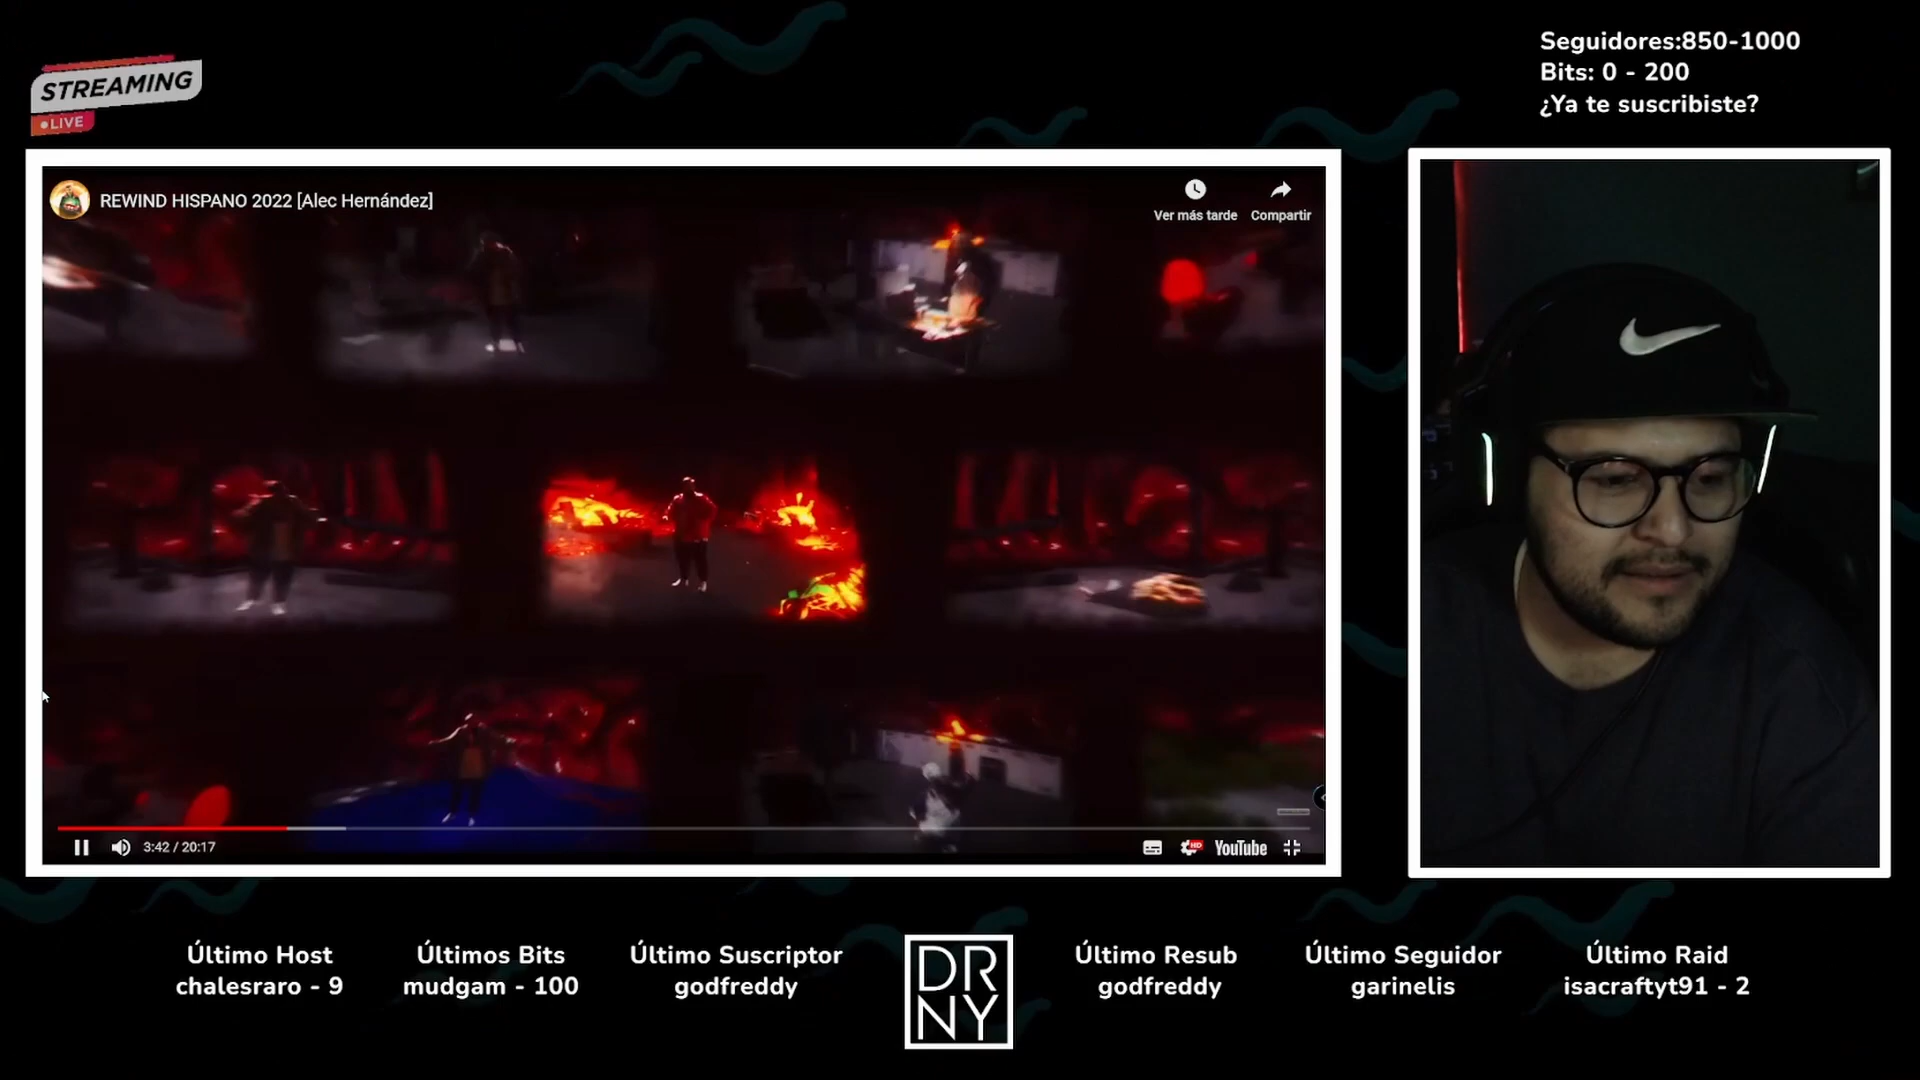 STREAMING
LIVE
Seguidores:850-1000
Bits: 0 - 200
¿Ya te suscribiste?
REWIND HISPANO 2022 [Alec Hernández]
Ver más tarde
Compartir
3:42 / 20:17
HD
YouTube
Último Host
chalesraro - 9
Últimos Bits
mudgam - 100
Último Suscriptor
godfreddy
DR
NY
Último Resub
godfreddy
Último Seguidor
garinelis
Último Raid
isacraftyt91 - 2